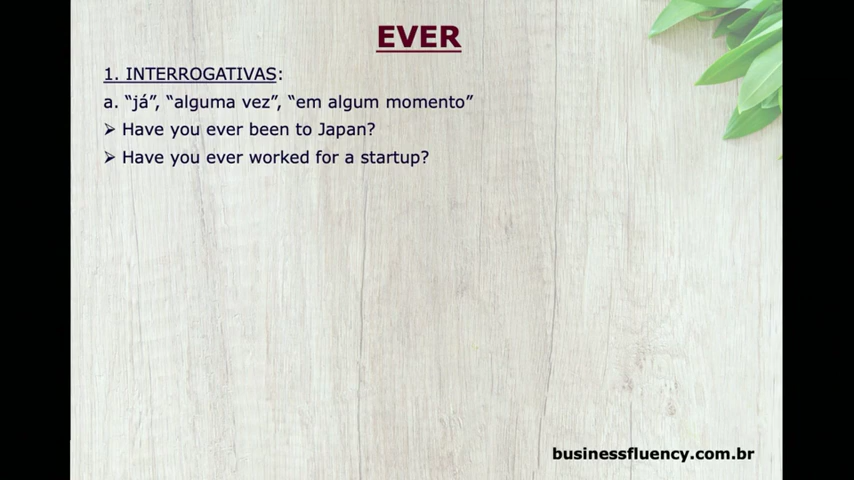 EVER
1. INTERROGATIVAS:
a. “já”, “alguma vez”, “em algum momento”
➢ Have you ever been to Japan?
➢ Have you ever worked for a startup?
businessfluency.com.br